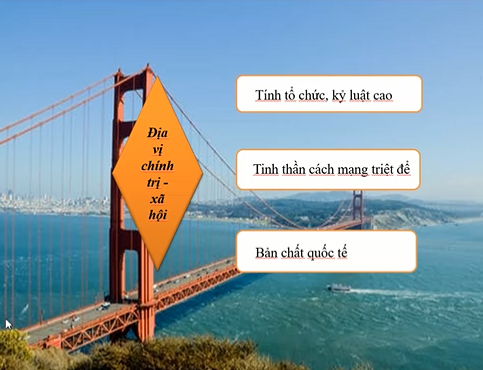 Địa
vị
chính
trị -
xã
hội
Tính tổ chức, kỷ luật cao
Tinh thần cách mạng triệt để
Bản chất quốc tế